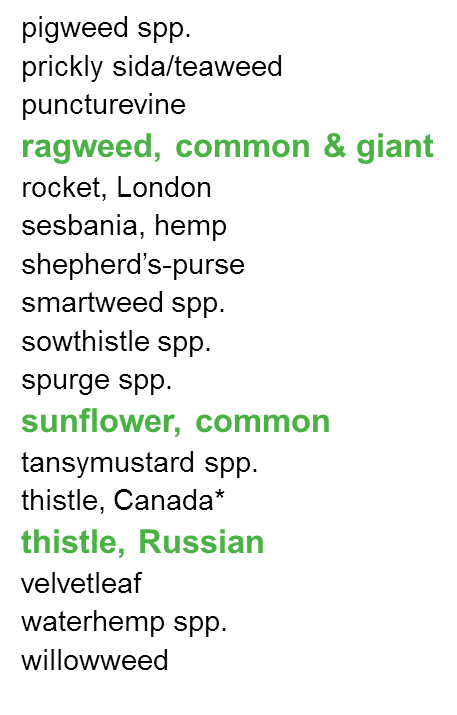 pigweed spp.
prickly sida/teaweed
puncturevine
ragweed, common & giant
rocket, London
sesbania, hemp
shepherd’s-purse
smartweed spp.
sowthistle spp.
spurge spp.
sunflower, common
tansymustard spp.
thistle, Canada*
thistle, Russian
velvetleaf
waterhemp spp.
willowweed